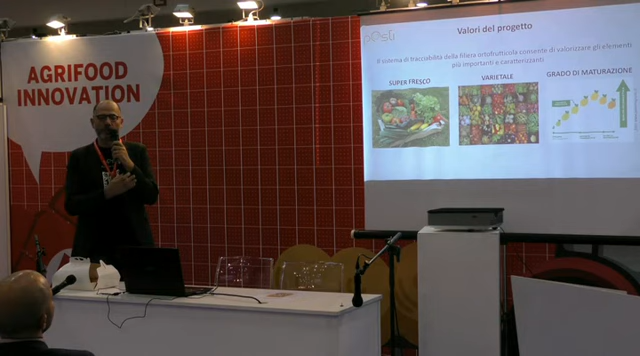 AGRIFOOD
INNOVATION
Valori del progetto
Il sistema di tracciabilità della filiera ortofrutticola consente di valorizzare gli elementi
più importanti e caratterizzanti
SUPER FRESCO
VARIETALE
GRADO DI MATURAZIONE